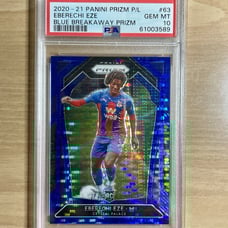 2020 - 21 PANINI PRIZM P/L #63
EBERECHI EZE GEM MT
BLUE BREAKAWAY PRIZM 10
PSA 61003589
PRIZM
EBERECHI EZE - M
CRYSTAL PALACE